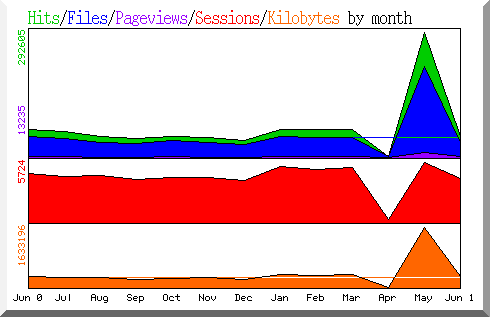 Hits/Files/Pageviews/Sessions/Kilobytes by month
292605
13235
5724
1633196
Jun 0 Jul Aug Sep Oct Nov Dec Jan Feb Mar Apr May Jun 1